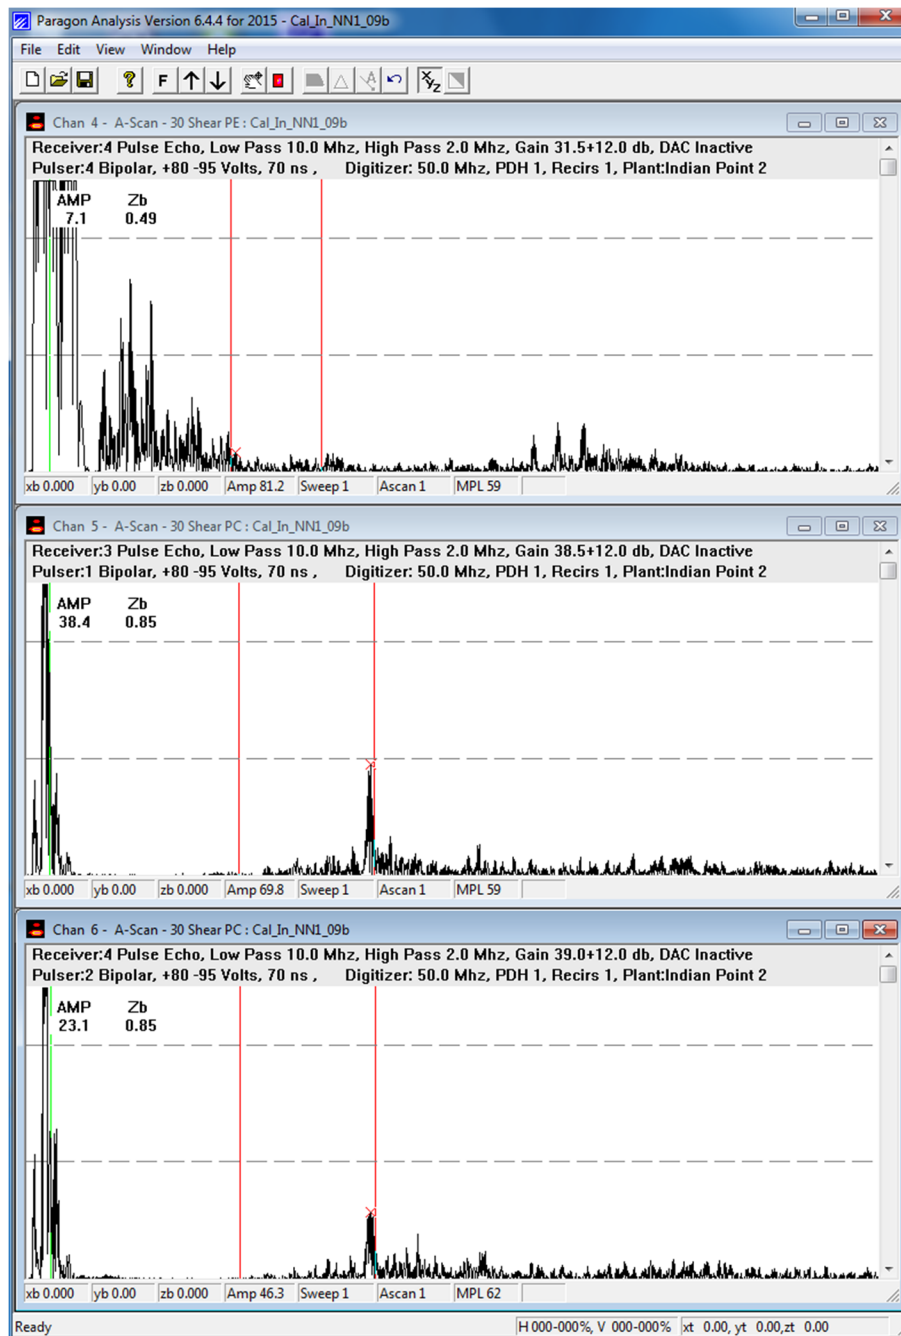 Paragon Analysis Version 6.4.4 for 2015 - Cal_In_NN1_09b
File Edit View Window Help
? F XYZ
Chan 4 - A-Scan - 30 Shear PE : Cal_In_NN1_09b
Receiver:4 Pulse Echo, Low Pass 10.0 Mhz, High Pass 2.0 Mhz, Gain 31.5+12.0 db, DAC Inactive
Pulser:4 Bipolar, +80 -95 Volts, 70 ns , Digitizer: 50.0 Mhz, PDH 1, Recirs 1, Plant:Indian Point 2
AMP Zb
7.1 0.49
xb 0.000 yb 0.00 zb 0.000 Amp 81.2 Sweep 1 Ascan 1 MPL 59
Chan 5 - A-Scan - 30 Shear PC : Cal_In_NN1_09b
Receiver:3 Pulse Echo, Low Pass 10.0 Mhz, High Pass 2.0 Mhz, Gain 38.5+12.0 db, DAC Inactive
Pulser:1 Bipolar, +80 -95 Volts, 70 ns , Digitizer: 50.0 Mhz, PDH 1, Recirs 1, Plant:Indian Point 2
AMP Zb
38.4 0.85
xb 0.000 yb 0.00 zb 0.000 Amp 69.8 Sweep 1 Ascan 1 MPL 59
Chan 6 - A-Scan - 30 Shear PC : Cal_In_NN1_09b
Receiver:4 Pulse Echo, Low Pass 10.0 Mhz, High Pass 2.0 Mhz, Gain 39.0+12.0 db, DAC Inactive
Pulser:2 Bipolar, +80 -95 Volts, 70 ns , Digitizer: 50.0 Mhz, PDH 1, Recirs 1, Plant:Indian Point 2
AMP Zb
23.1 0.85
xb 0.000 yb 0.00 zb 0.000 Amp 46.3 Sweep 1 Ascan 1 MPL 62
Ready H 000-000%, V 000-000% xt 0.00, yt 0.00,zt 0.00